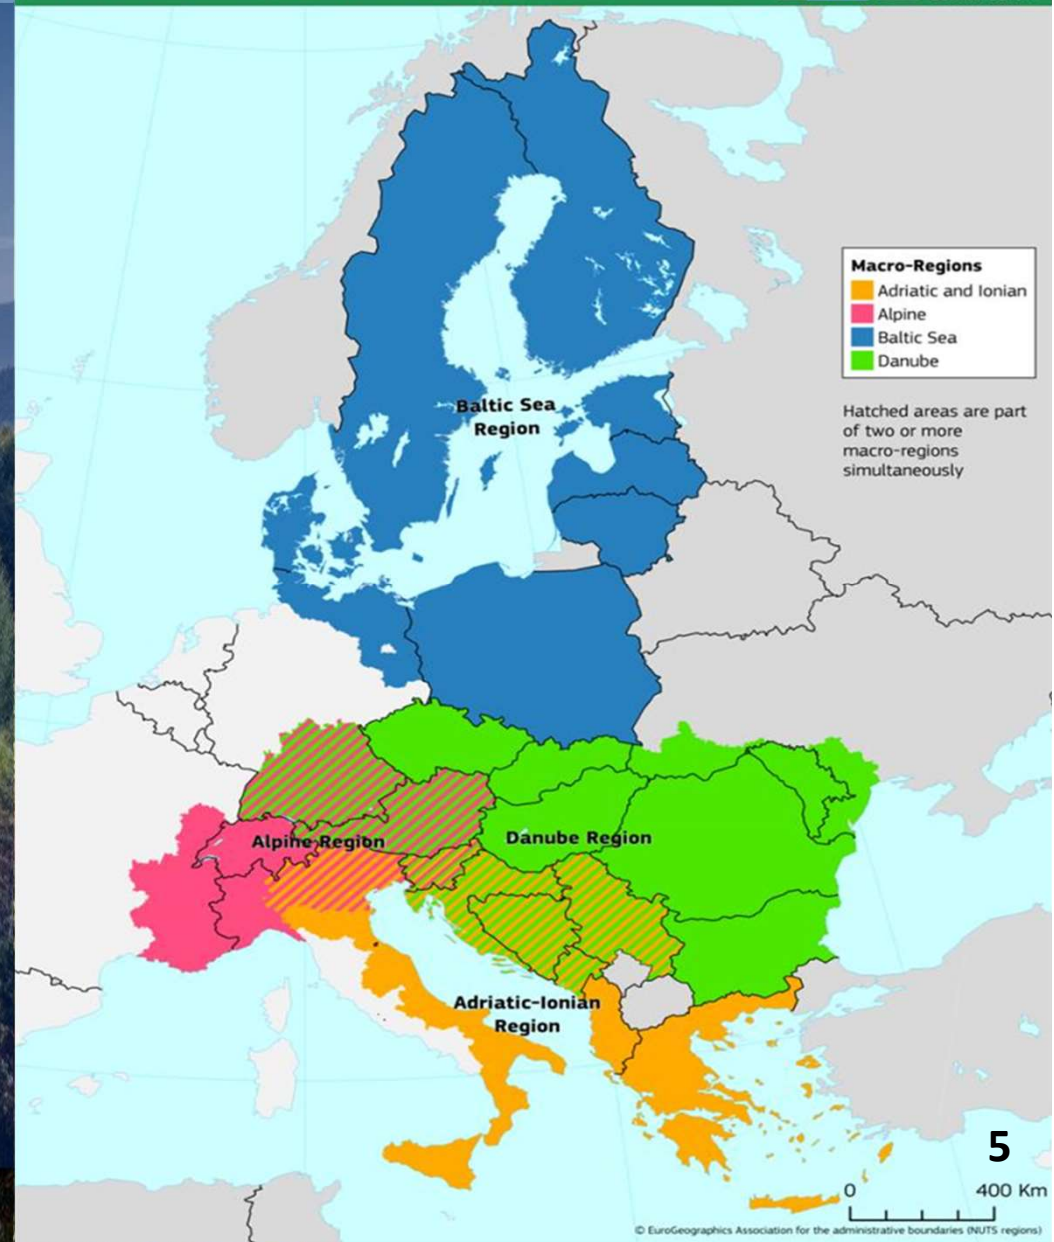 Macro-Regions
Adriatic and Ionian
Alpine
Baltic Sea
Danube
Hatched areas are part
of two or more
macro-regions
simultaneously
Baltic Sea
Region
Alpine Region
Danube Region
Adriatic-Ionian
Region
5
0 400 Km
© EuroGeographics Association for the administrative boundaries (NUTS regions)